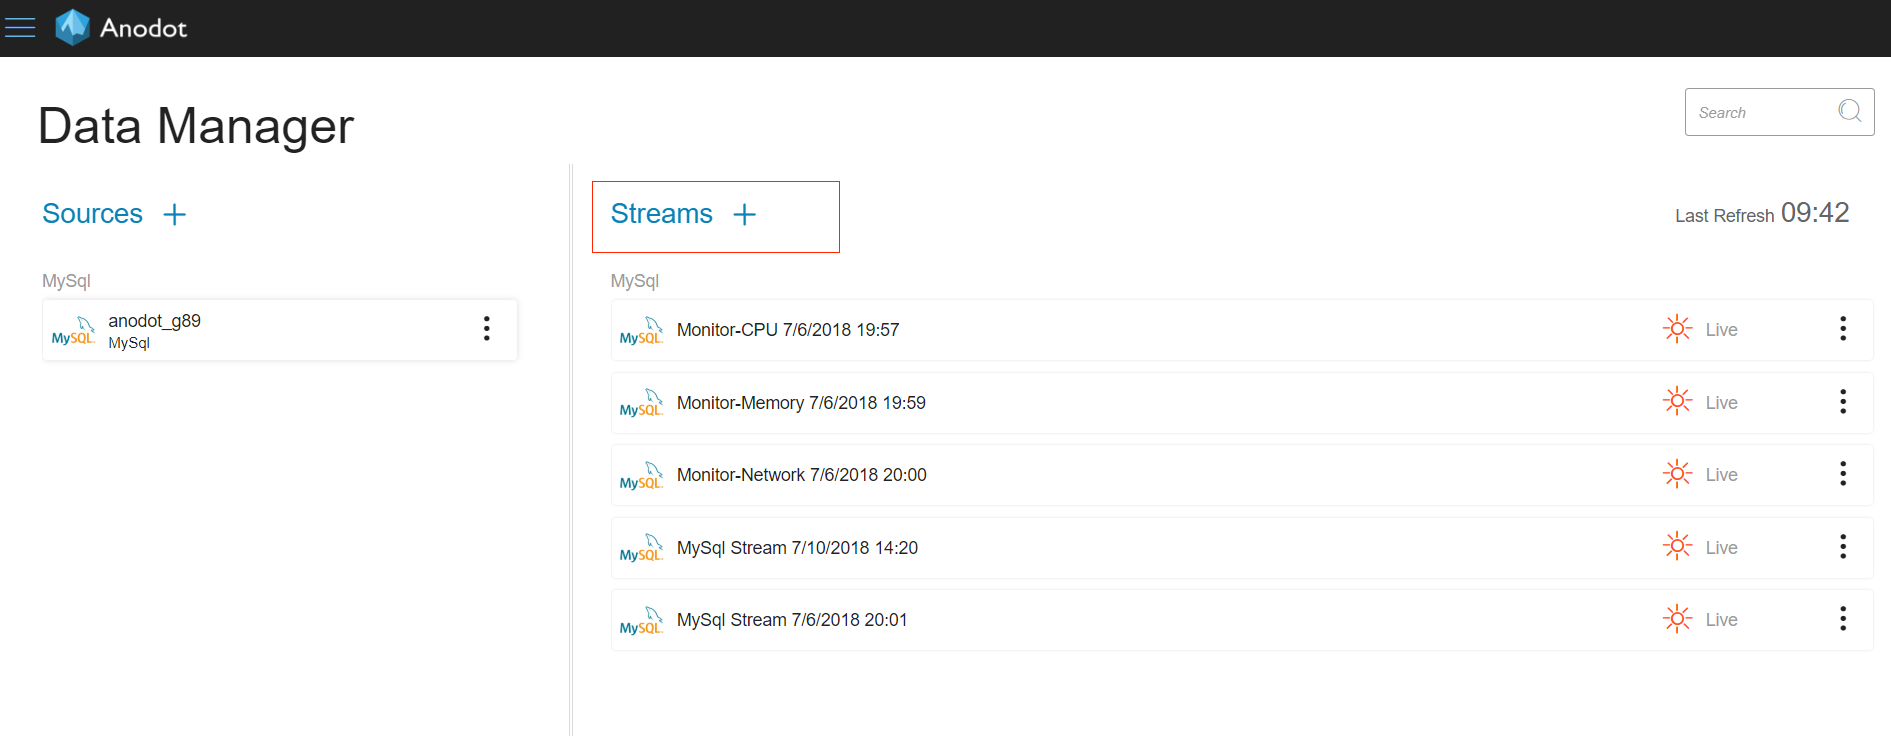 Anodot
Data Manager
Search
Sources +
Streams +
Last Refresh 09:42
MySql
MySQL
anodot_g89
MySql
MySql
MySQL Monitor-CPU 7/6/2018 19:57 Live
MySQL Monitor-Memory 7/6/2018 19:59 Live
MySQL Monitor-Network 7/6/2018 20:00 Live
MySQL MySql Stream 7/10/2018 14:20 Live
MySQL MySql Stream 7/6/2018 20:01 Live